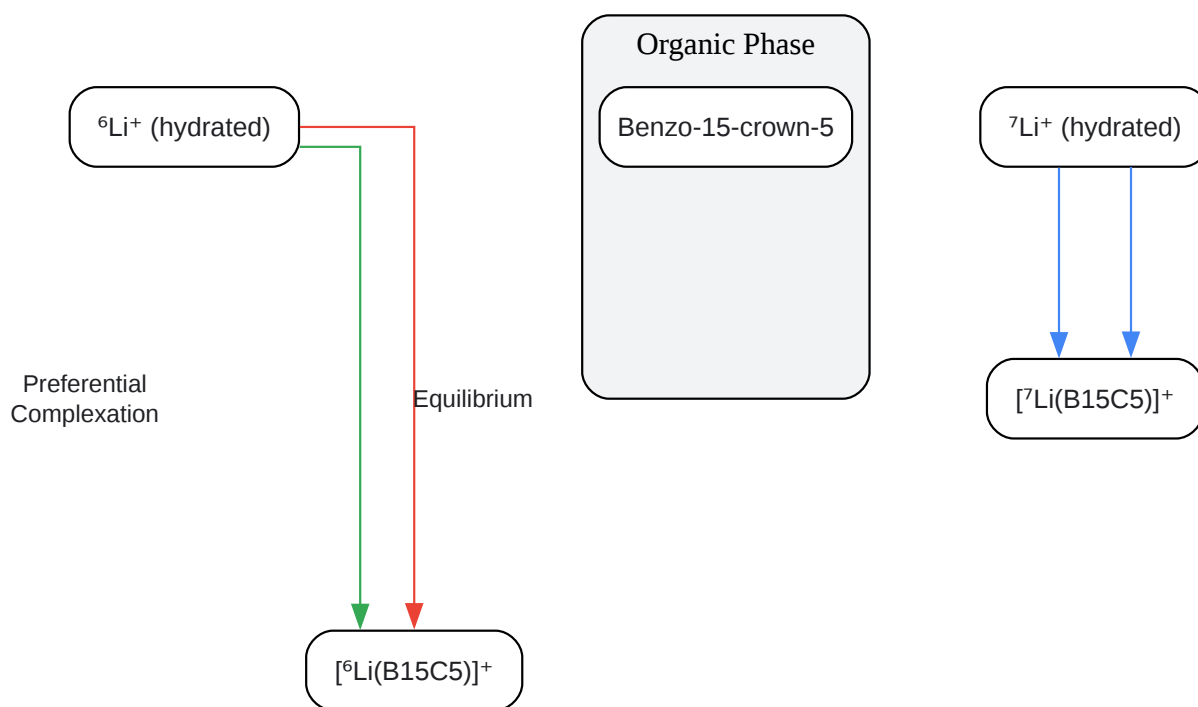 Organic Phase
⁶Li⁺ (hydrated)
Benzo-15-crown-5
⁷Li⁺ (hydrated)
Preferential
Complexation
Equilibrium
[⁷Li(B15C5)]⁺
[⁶Li(B15C5)]⁺